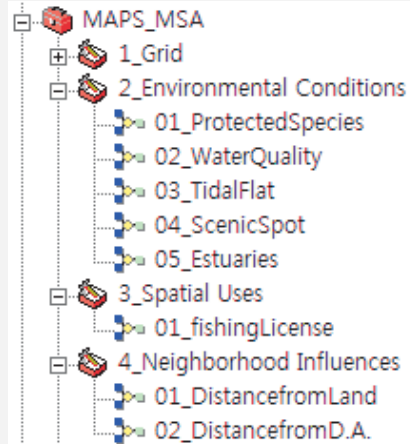 MAPS_MSA
1_Grid
2_Environmental Conditions
01_ProtectedSpecies
02_WaterQuality
03_TidalFlat
04_ScenicSpot
05_Estuaries
3_Spatial Uses
01_fishingLicense
4_Neighborhood Influences
01_DistancefromLand
02_DistancefromD.A.